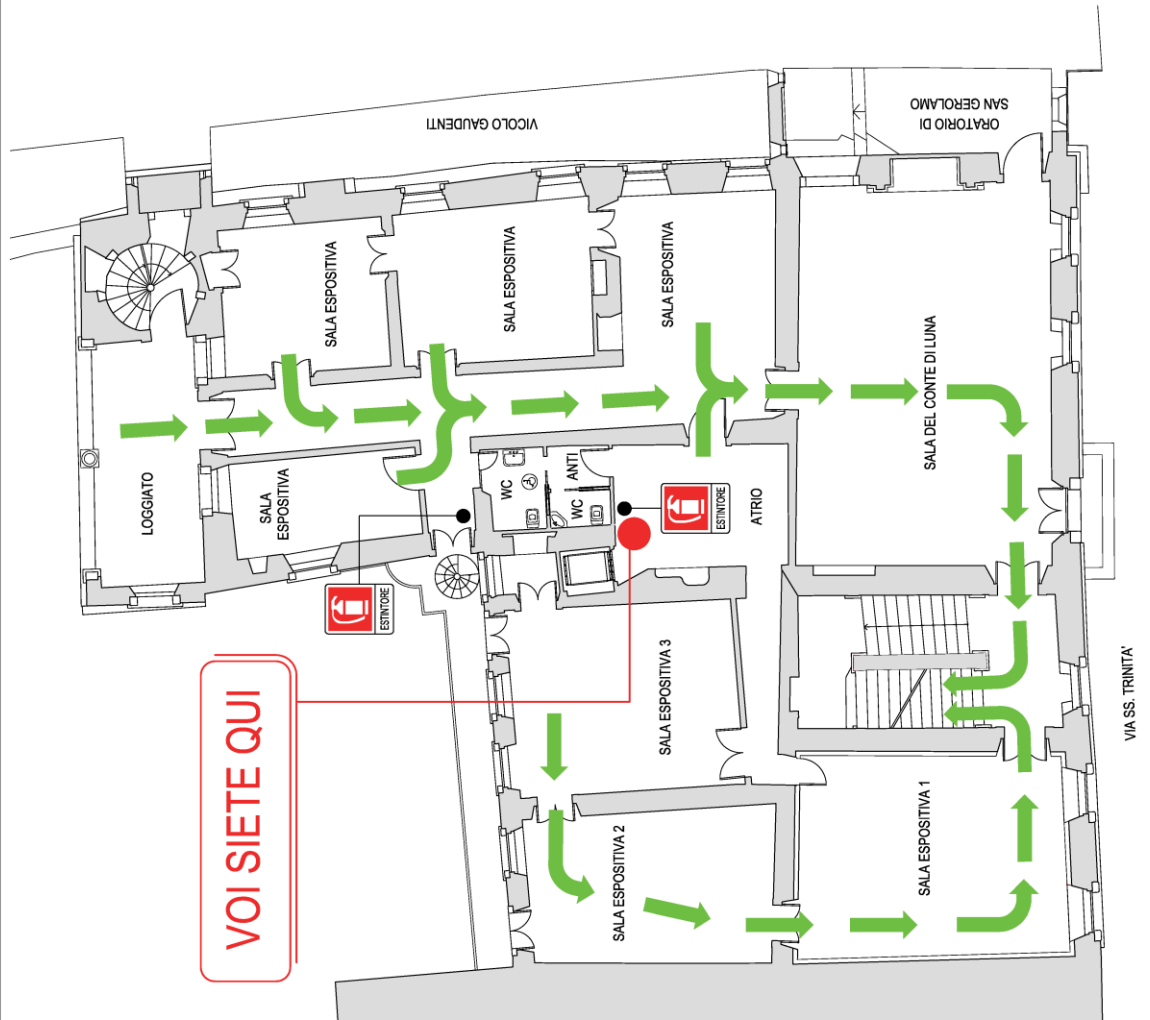 VICOLO GAUDENTI
ORATORIO DI
SAN GEROLAMO
SALA ESPOSITIVA
SALA ESPOSITIVA
SALA ESPOSITIVA
SALA DEL CONTE DI LUNA
LOGGIATO
SALA
ESPOSITIVA
WC
ANTI
WC
ESTINTORE
ATRIO
ESTINTORE
VOI SIETE QUI
SALA ESPOSITIVA 3
SALA ESPOSITIVA 2
SALA ESPOSITIVA 1
VIA SS. TRINITA'